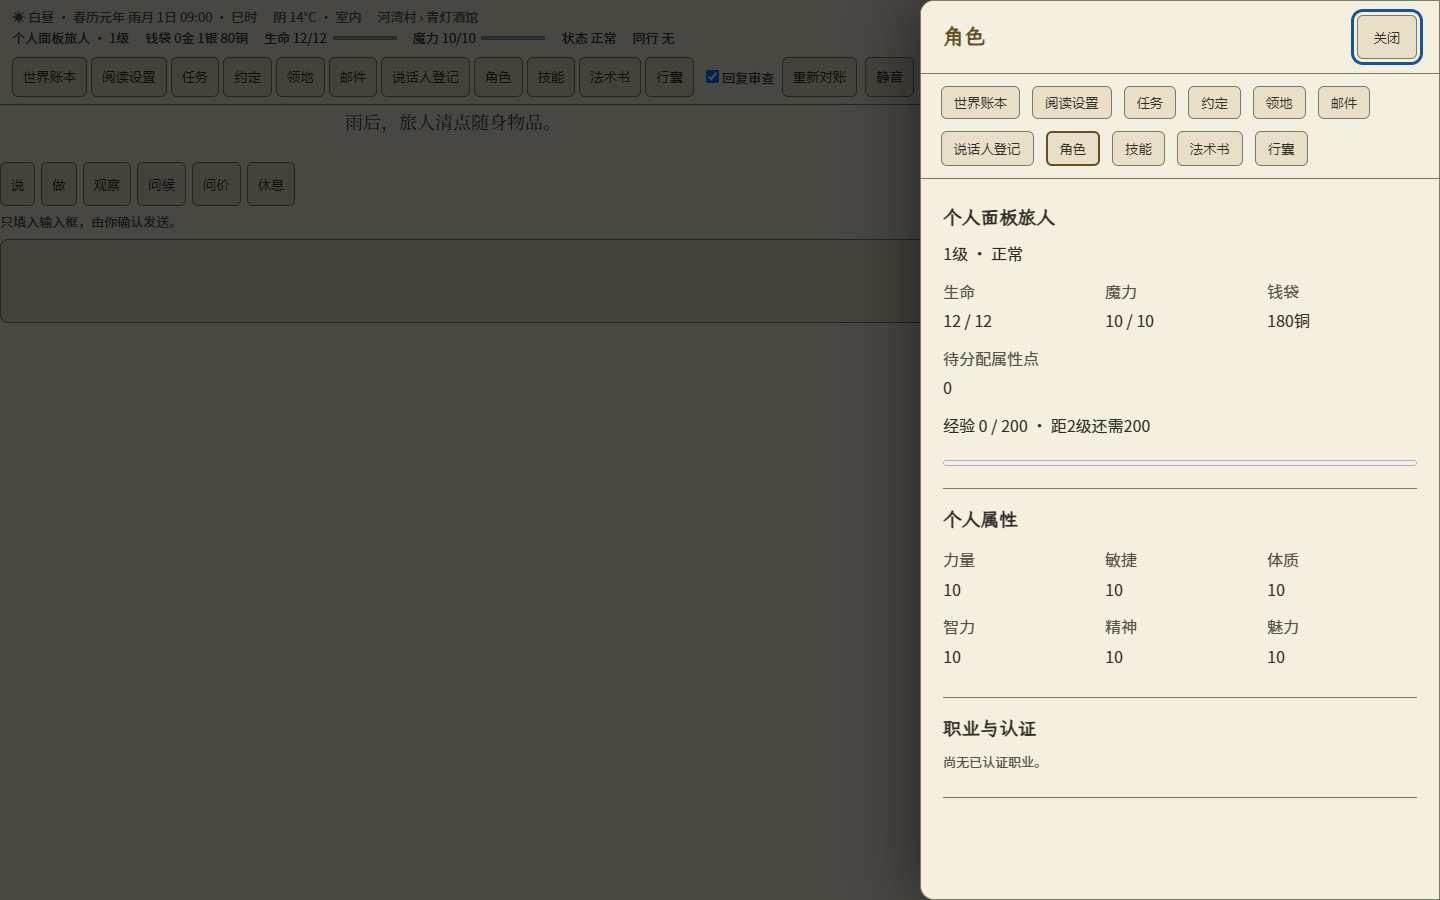 ☀ 白昼 · 春历元年 雨月 1日 09:00 · 巳时 阴 14℃ · 室内 河湾村 › 青灯酒馆
个人面板旅人 · 1级 钱袋 0金 1银 80铜 生命 12/12 魔力 10/10 状态 正常 同行 无
世界账本 阅读设置 任务 约定 领地 邮件 说话人登记 角色 技能 法术书 行囊 回复审查 重新对账 静音
雨后，旅人清点随身物品。
说 做 观察 问候 问价 休息
只填入输入框，由你确认发送。
角色
关闭
世界账本 阅读设置 任务 约定 领地 邮件
说话人登记 角色 技能 法术书 行囊
个人面板旅人
1级 · 正常
生命 魔力 钱袋
12 / 12 10 / 10 180铜
待分配属性点
0
经验 0 / 200 · 距2级还需200
个人属性
力量 敏捷 体质
10 10 10
智力 精神 魅力
10 10 10
职业与认证
尚无已认证职业。